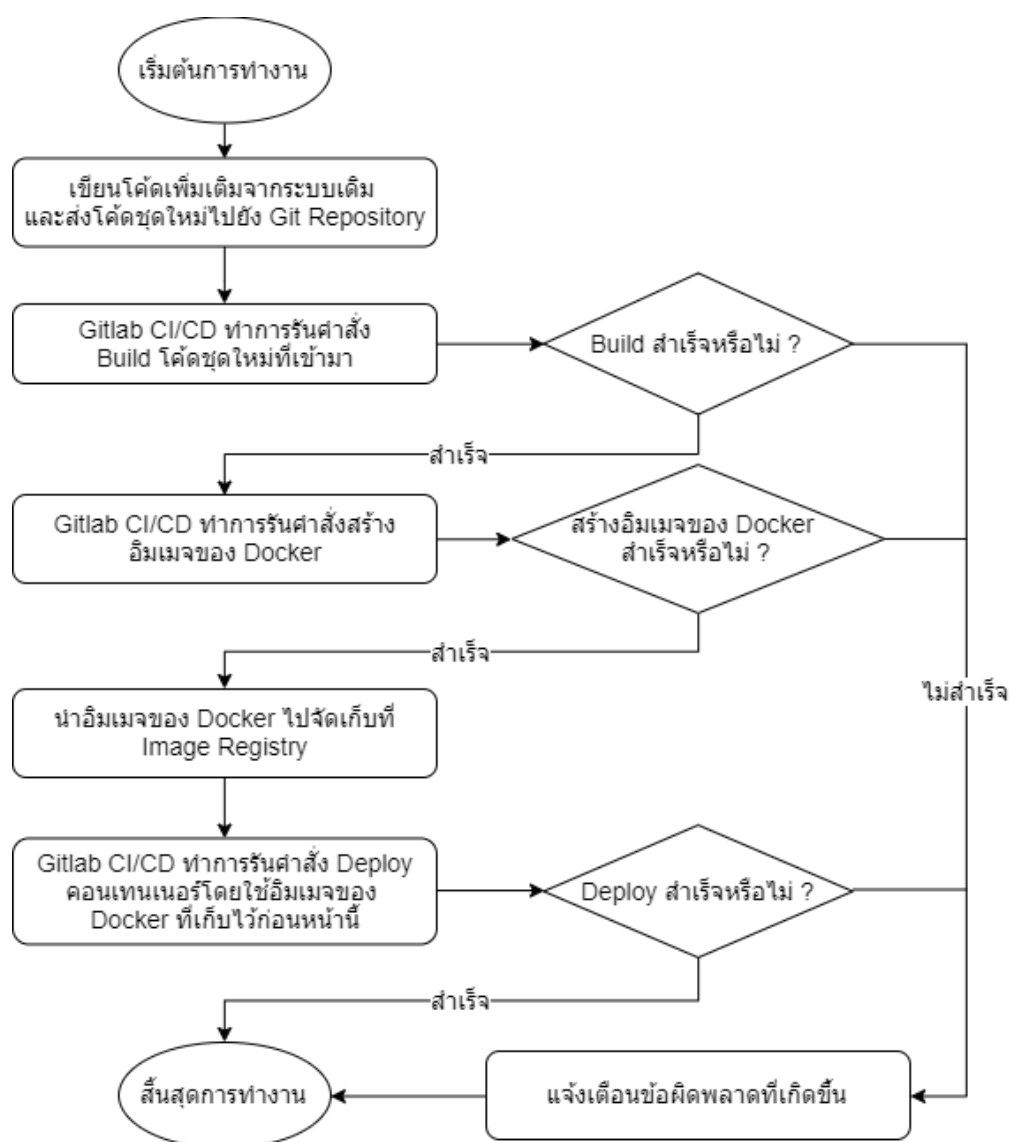 เริ่มต้นการทำงาน
เขียนโค้ดเพิ่มเติมจากระบบเดิม
และส่งโค้ดชุดใหม่ไปยัง Git Repository
Gitlab CI/CD ทำการรันคำสั่ง
Build โค้ดชุดใหม่ที่เข้ามา
Build สำเร็จหรือไม่ ?
สำเร็จ
Gitlab CI/CD ทำการรันคำสั่งสร้าง
อิมเมจของ Docker
สร้างอิมเมจของ Docker
สำเร็จหรือไม่ ?
สำเร็จ
ไม่สำเร็จ
นำอิมเมจของ Docker ไปจัดเก็บที่
Image Registry
Gitlab CI/CD ทำการรันคำสั่ง Deploy
คอนเทนเนอร์โดยใช้อิมเมจของ
Docker ที่เก็บไว้ก่อนหน้านี้
Deploy สำเร็จหรือไม่ ?
สำเร็จ
สิ้นสุดการทำงาน
แจ้งเตือนข้อผิดพลาดที่เกิดขึ้น